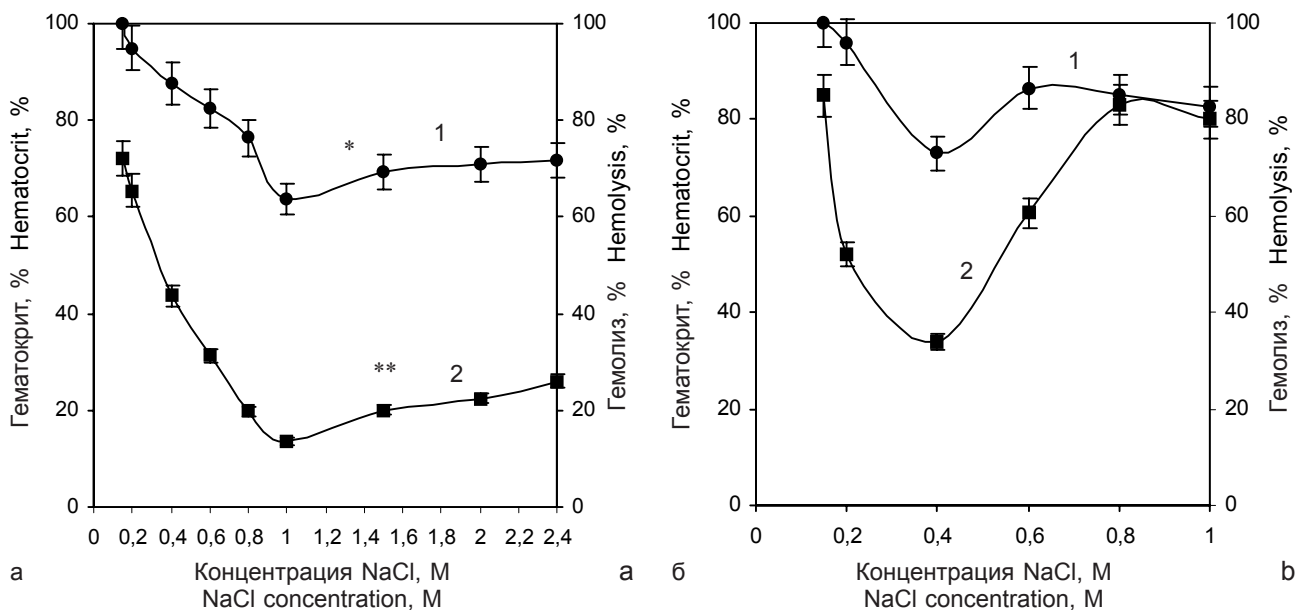 100
80
60
40
20
0
Гематокрит, % Hematocrit, %
*
1
**
2
100
80
60
40
20
0
Гемолиз, % Hemolysis, %
0 0,2 0,4 0,6 0,8 1 1,2 1,4 1,6 1,8 2 2,2 2,4
Концентрация NaCl, М
NaCl concentration, M
а
a
100
80
60
40
20
0
Гематокрит, % Hematocrit, %
1
2
100
80
60
40
20
0
Гемолиз, % Hemolysis, %
0 0,2 0,4 0,6 0,8 1
Концентрация NaCl, М
NaCl concentration, M
б
b